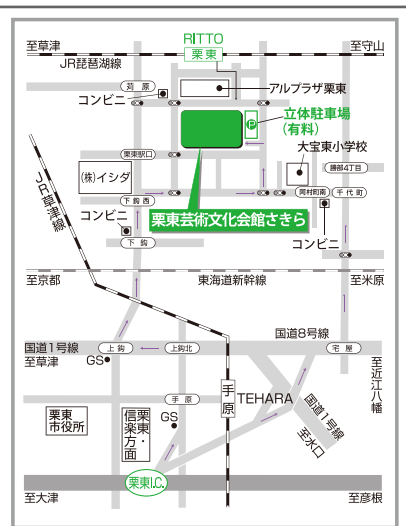 RITTO
至草津
栗東
至守山
JR琵琶湖線
苅原
アルプラザ栗東
コンビニ
P
立体駐車場
(有料)
大宝東小学校
栗東駅口
綣部4丁目
(株)イシダ
JR草津線
下鈎西
阿村町南
千代町
コンビニ
栗東芸術文化会館さきら
下鈎
コンビニ
至京都
東海道新幹線
至米原
国道8号線
国道1号線
上鈎
上鈎北
宅屋
至草津
GS
至近江八幡
手原
手原
TEHARA
栗東
市役所
栗東・
信楽方面
GS
国道1号線
至水口
栗東I.C.
至大津
至彦根